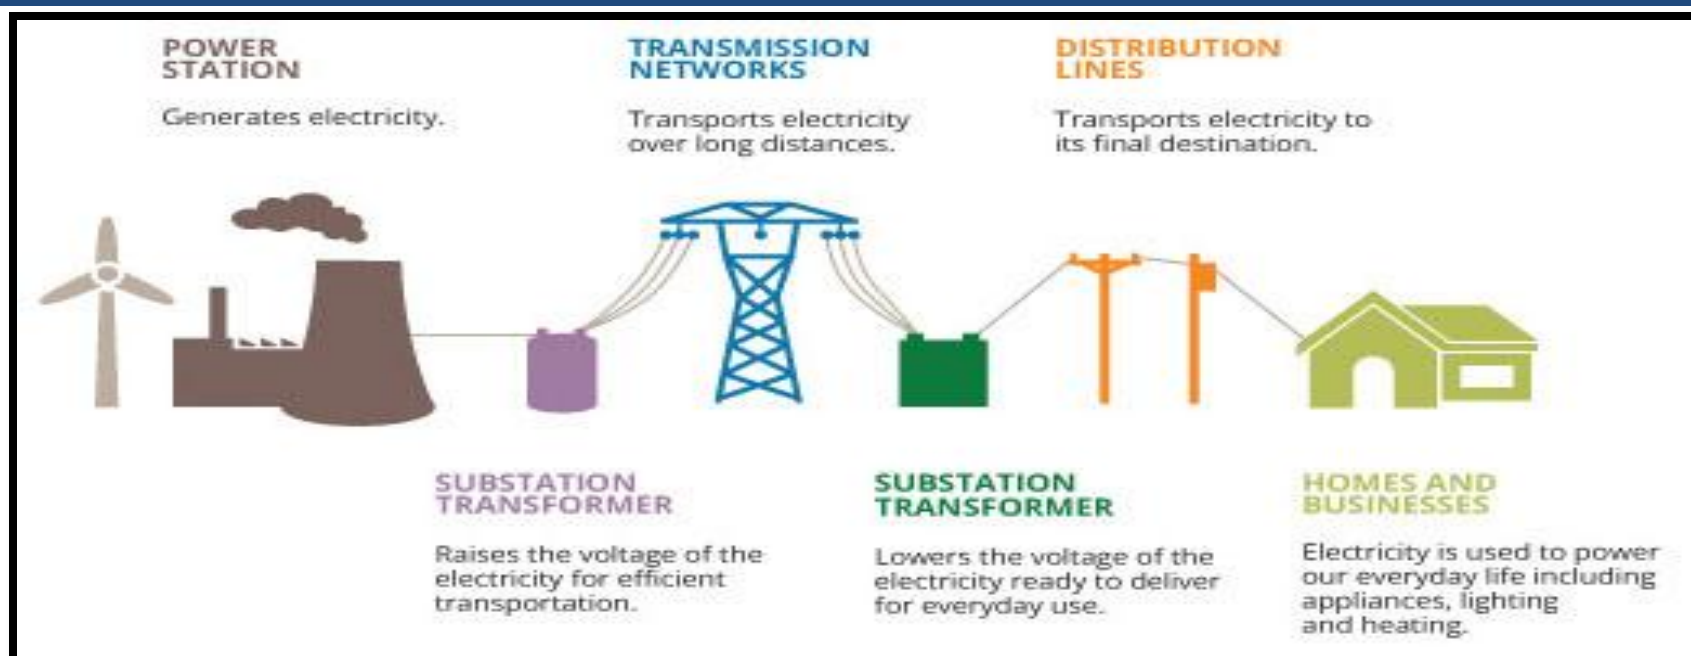 POWER
STATION
Generates electricity.
TRANSMISSION
NETWORKS
Transports electricity
over long distances.
DISTRIBUTION
LINES
Transports electricity to
its final destination.
SUBSTATION
TRANSFORMER
Raises the voltage of the
electricity for efficient
transportation.
SUBSTATION
TRANSFORMER
Lowers the voltage of the
electricity ready to deliver
for everyday use.
HOMES AND
BUSINESSES
Electricity is used to power
our everyday life including
appliances, lighting
and heating.